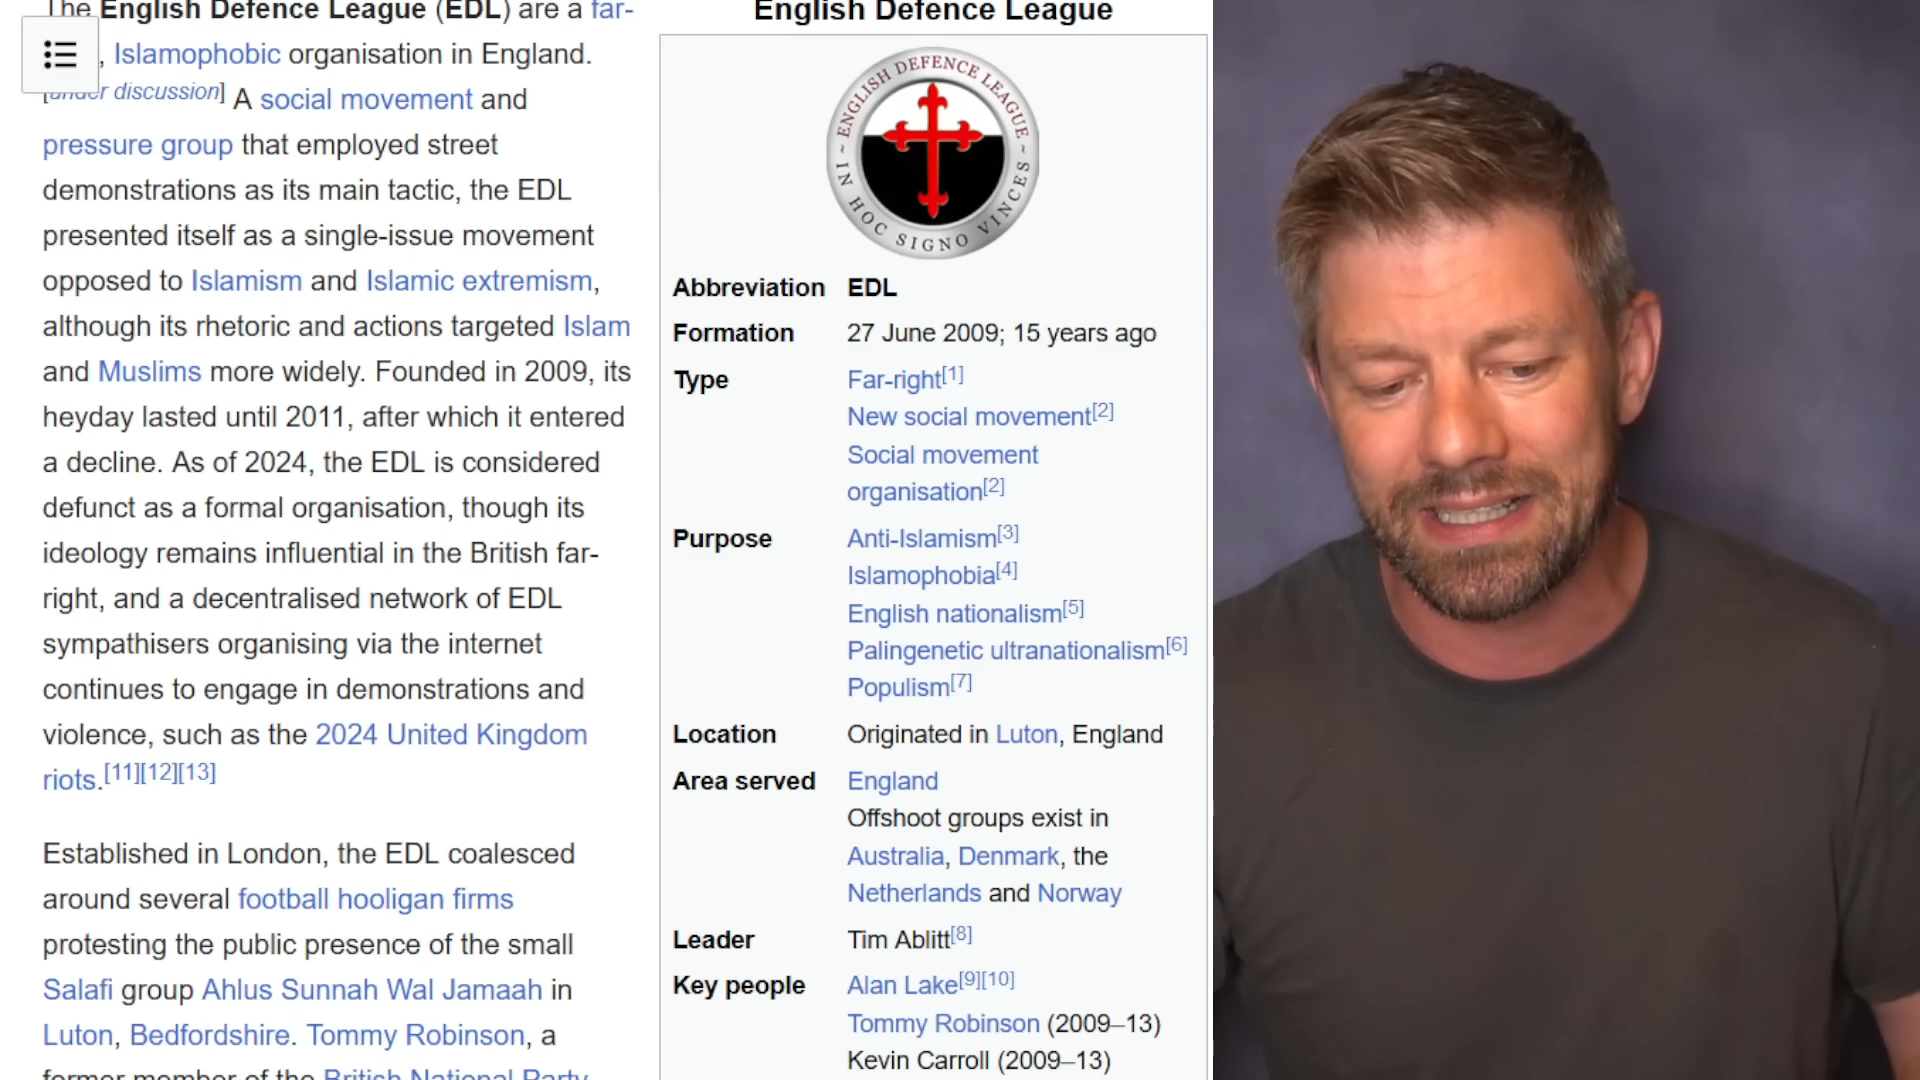 The English Defence League (EDL) are a far-
, Islamophobic organisation in England.
[under discussion] A social movement and
pressure group that employed street
demonstrations as its main tactic, the EDL
presented itself as a single-issue movement
opposed to Islamism and Islamic extremism,
although its rhetoric and actions targeted Islam
and Muslims more widely. Founded in 2009, its
heyday lasted until 2011, after which it entered
a decline. As of 2024, the EDL is considered
defunct as a formal organisation, though its
ideology remains influential in the British far-
right, and a decentralised network of EDL
sympathisers organising via the internet
continues to engage in demonstrations and
violence, such as the 2024 United Kingdom
riots.[11][12][13]
Established in London, the EDL coalesced
around several football hooligan firms
protesting the public presence of the small
Salafi group Ahlus Sunnah Wal Jamaah in
Luton, Bedfordshire. Tommy Robinson, a
former member of the British National Party
English Defence League
~ ENGLISH DEFENCE LEAGUE ~
IN HOC SIGNO VINCES
Abbreviation EDL
Formation 27 June 2009; 15 years ago
Type Far-right[1]
New social movement[2]
Social movement
organisation[2]
Purpose Anti-Islamism[3]
Islamophobia[4]
English nationalism[5]
Palingenetic ultranationalism[6]
Populism[7]
Location Originated in Luton, England
Area served England
Offshoot groups exist in
Australia, Denmark, the
Netherlands and Norway
Leader Tim Ablitt[8]
Key people Alan Lake[9][10]
Tommy Robinson (2009–13)
Kevin Carroll (2009–13)